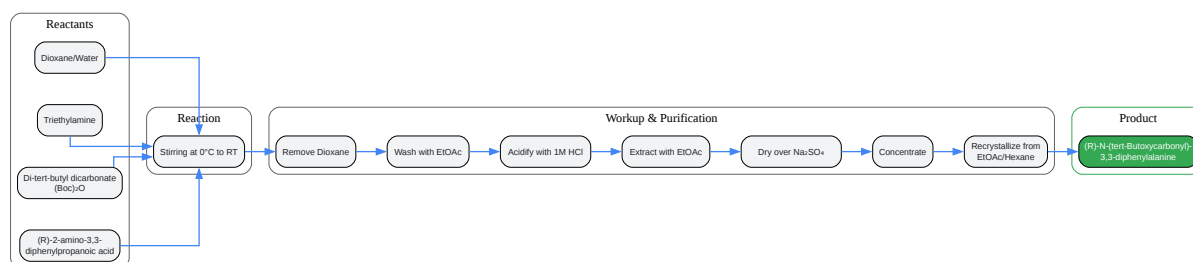 Reactants
Dioxane/Water
Triethylamine
Di-tert-butyl dicarbonate
(Boc)₂O
(R)-2-amino-3,3-
diphenylpropanoic acid
Reaction
Stirring at 0°C to RT
Workup & Purification
Remove Dioxane
Wash with EtOAc
Acidify with 1M HCl
Extract with EtOAc
Dry over Na₂SO₄
Concentrate
Recrystallize from
EtOAc/Hexane
Product
(R)-N-(tert-Butoxycarbonyl)-
3,3-diphenylalanine